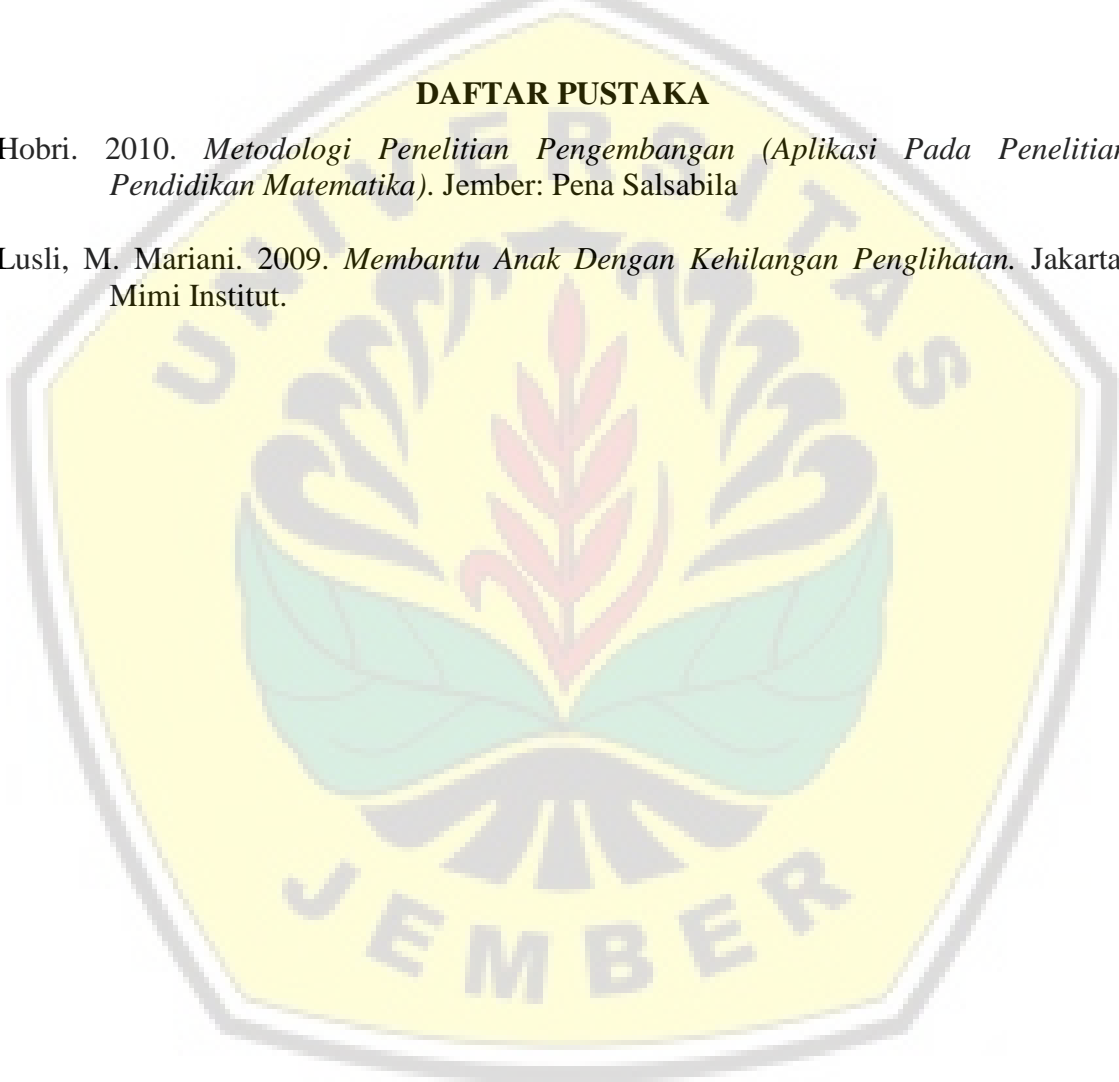 DAFTAR PUSTAKA
Hobri. 2010. Metodologi Penelitian Pengembangan (Aplikasi Pada Penelitian
Pendidikan Matematika). Jember: Pena Salsabila
Lusli, M. Mariani. 2009. Membantu Anak Dengan Kehilangan Penglihatan. Jakarta
Mimi Institut.
UNIVERSITAS
JEMBER